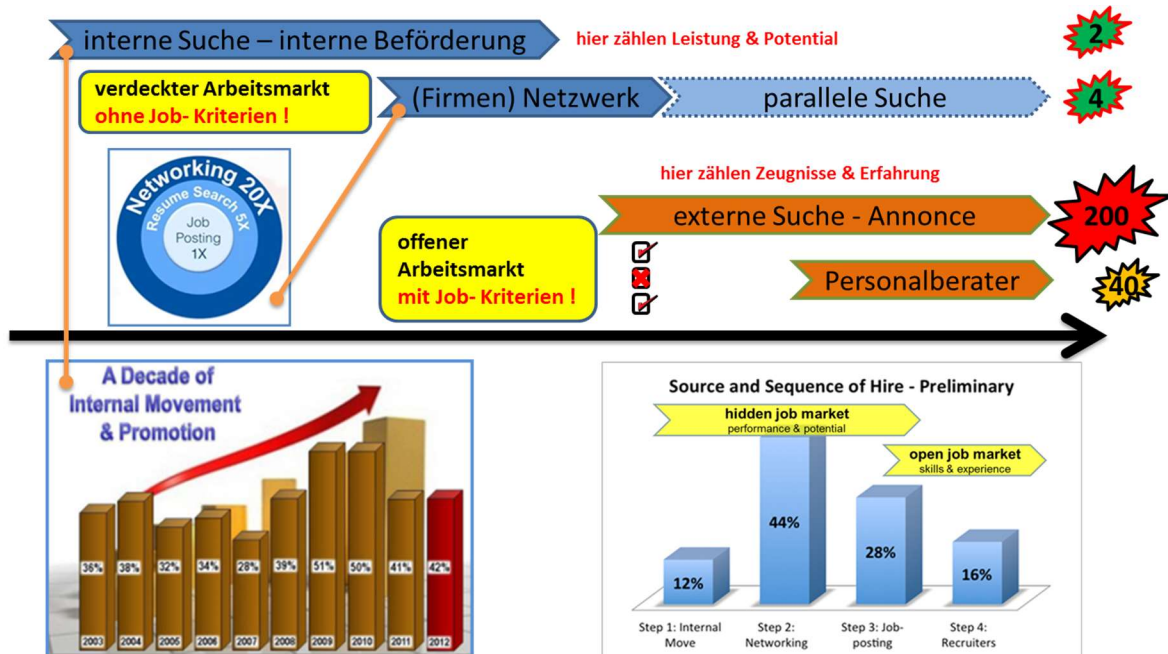 interne Suche – interne Beförderung
hier zählen Leistung & Potential
2
verdeckter Arbeitsmarkt
ohne Job- Kriterien !
(Firmen) Netzwerk
parallele Suche
4
Networking 20X
Resume Search 5X
Job
Posting
1X
hier zählen Zeugnisse & Erfahrung
externe Suche - Annonce
200
offener
Arbeitsmarkt
mit Job- Kriterien !
Personalberater
40
A Decade of
Internal Movement
& Promotion
36%
38%
32%
34%
28%
39%
51%
50%
41%
42%
2003
2004
2005
2006
2007
2008
2009
2010
2011
2012
Source and Sequence of Hire - Preliminary
hidden job market
performance & potential
open job market
skills & experience
44%
28%
16%
12%
Step 1: Internal
Move
Step 2:
Networking
Step 3: Job-
posting
Step 4:
Recruiters